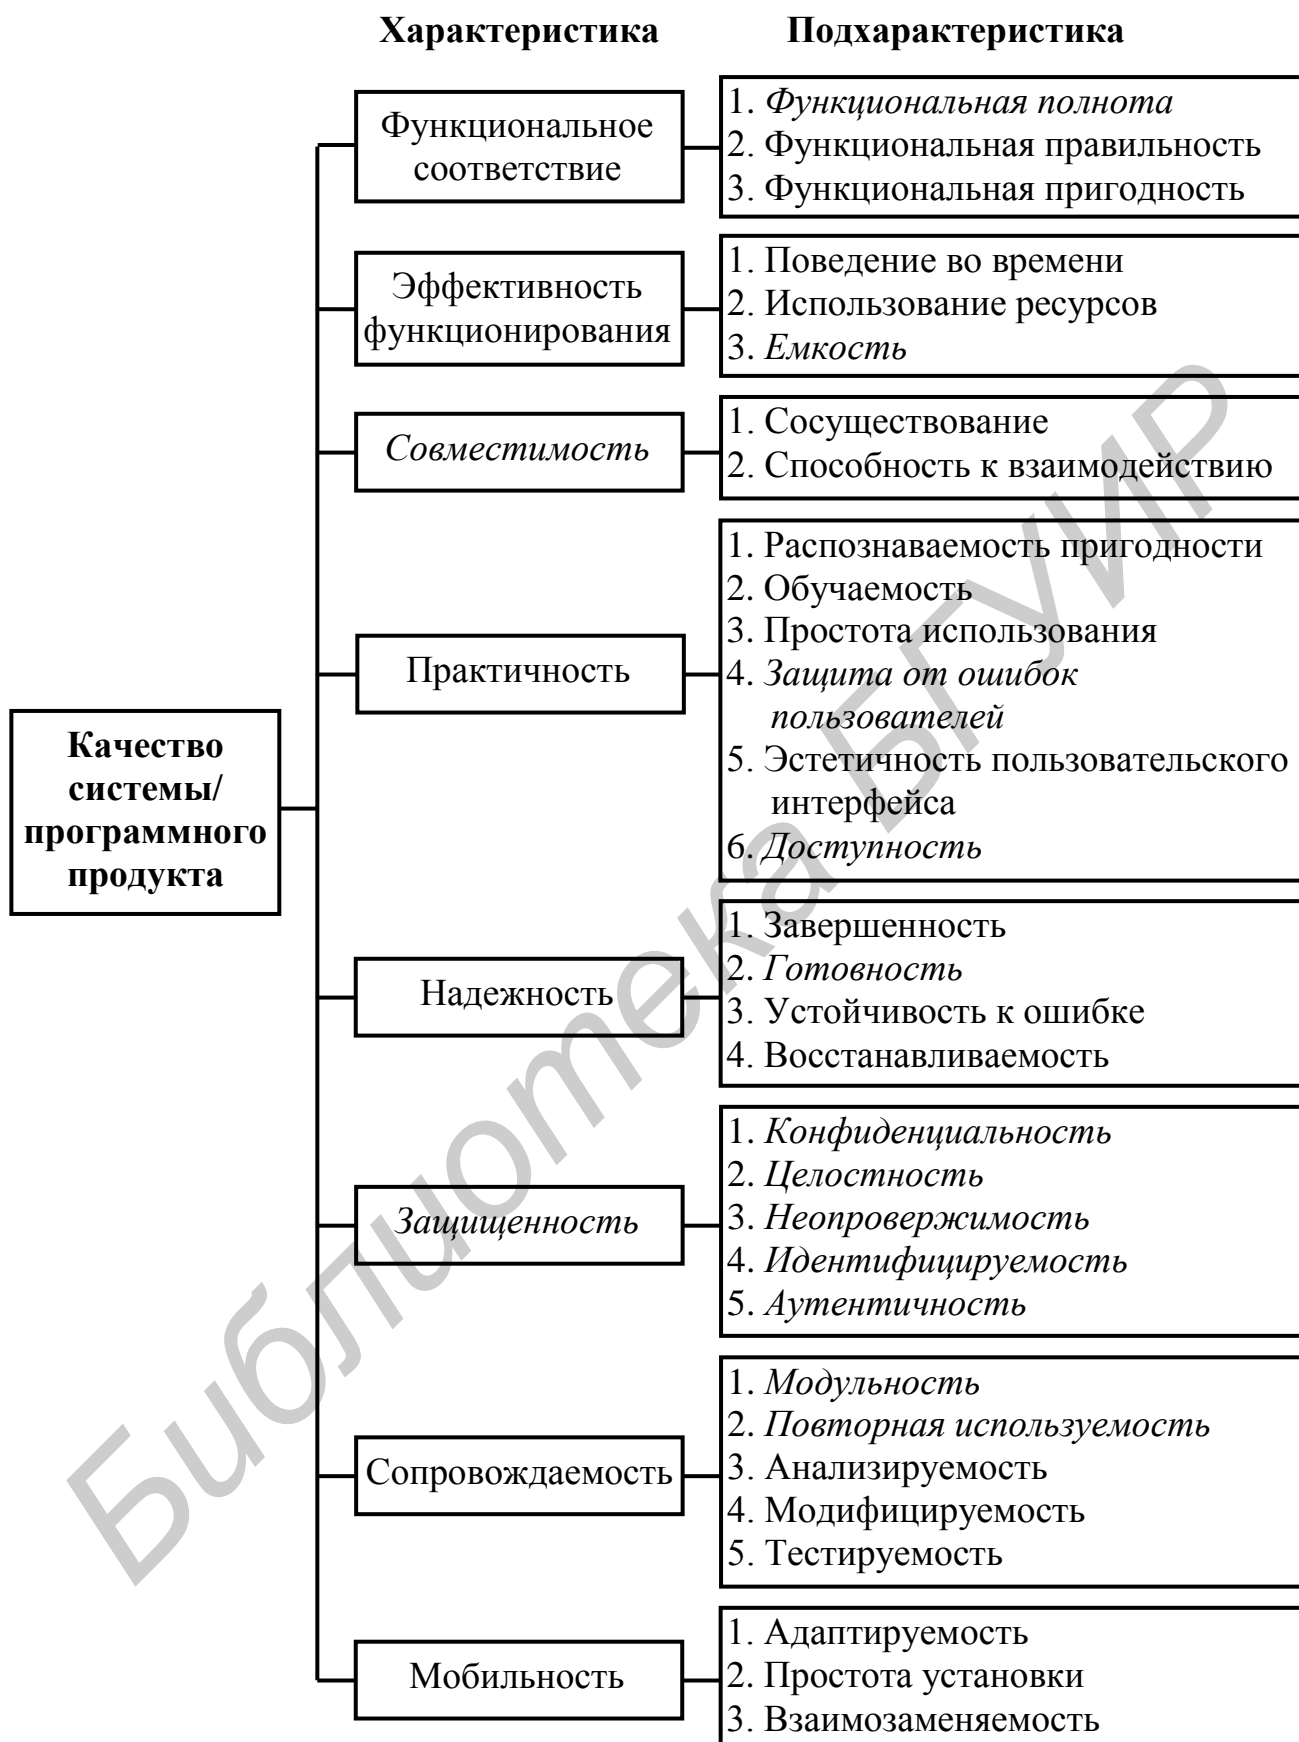 Характеристика Подхарактеристика
Функциональное
соответствие
1. Функциональная полнота
2. Функциональная правильность
3. Функциональная пригодность
Эффективность
функционирования
1. Поведение во времени
2. Использование ресурсов
3. Емкость
Совместимость
1. Сосуществование
2. Способность к взаимодействию
Практичность
1. Распознаваемость пригодности
2. Обучаемость
3. Простота использования
4. Защита от ошибок
пользователей
5. Эстетичность пользовательского
интерфейса
6. Доступность
Качество
системы/
программного
продукта
Надежность
1. Завершенность
2. Готовность
3. Устойчивость к ошибке
4. Восстанавливаемость
Защищенность
1. Конфиденциальность
2. Целостность
3. Неопровержимость
4. Идентифицируемость
5. Аутентичность
Сопровождаемость
1. Модульность
2. Повторная используемость
3. Анализируемость
4. Модифицируемость
5. Тестируемость
Мобильность
1. Адаптируемость
2. Простота установки
3. Взаимозаменяемость
Библиотека БГУИР